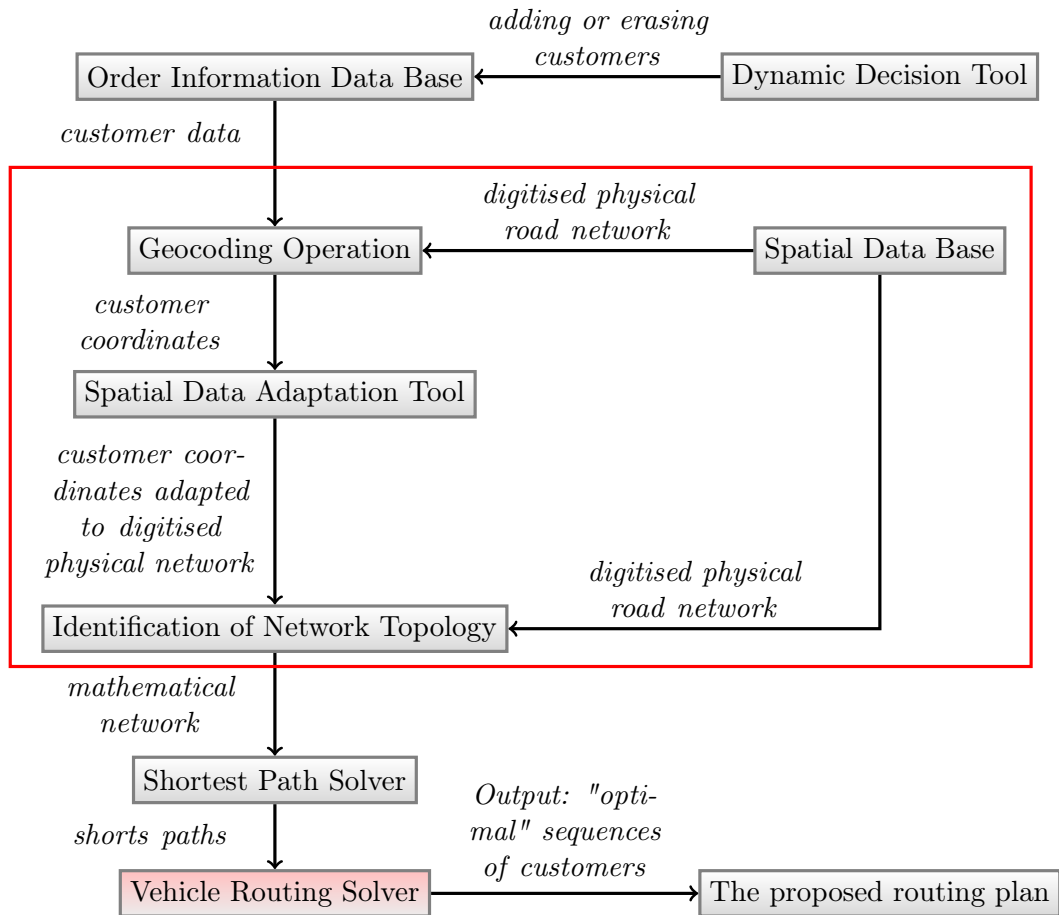 adding or erasing
customers
Order Information Data Base
Dynamic Decision Tool
customer data
digitised physical
road network
Geocoding Operation
Spatial Data Base
customer
coordinates
Spatial Data Adaptation Tool
customer coor-
dinates adapted
to digitised
physical network
digitised physical
road network
Identification of Network Topology
mathematical
network
Shortest Path Solver
shorts paths
Output: "opti-
mal" sequences
of customers
Vehicle Routing Solver
The proposed routing plan